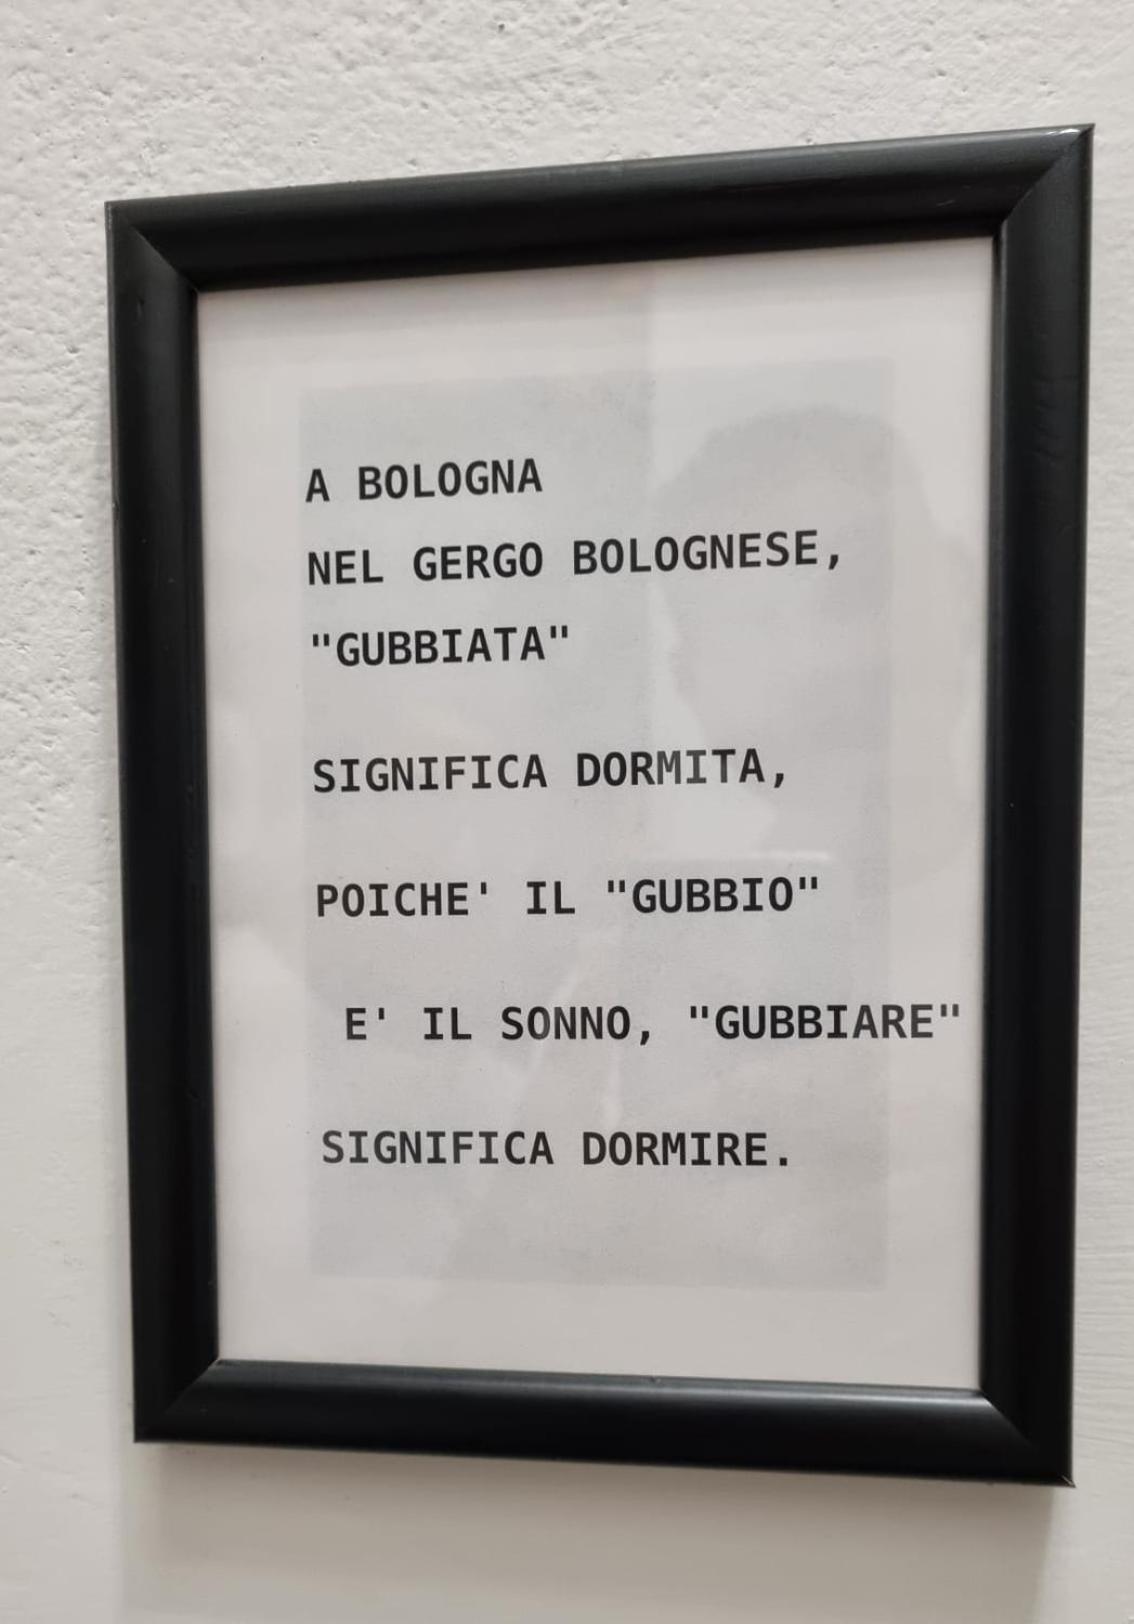 A BOLOGNA
NEL GERGO BOLOGNESE,
"GUBBIATA"
SIGNIFICA DORMITA,
POICHE' IL "GUBBIO"
E' IL SONNO, "GUBBIARE"
SIGNIFICA DORMIRE.